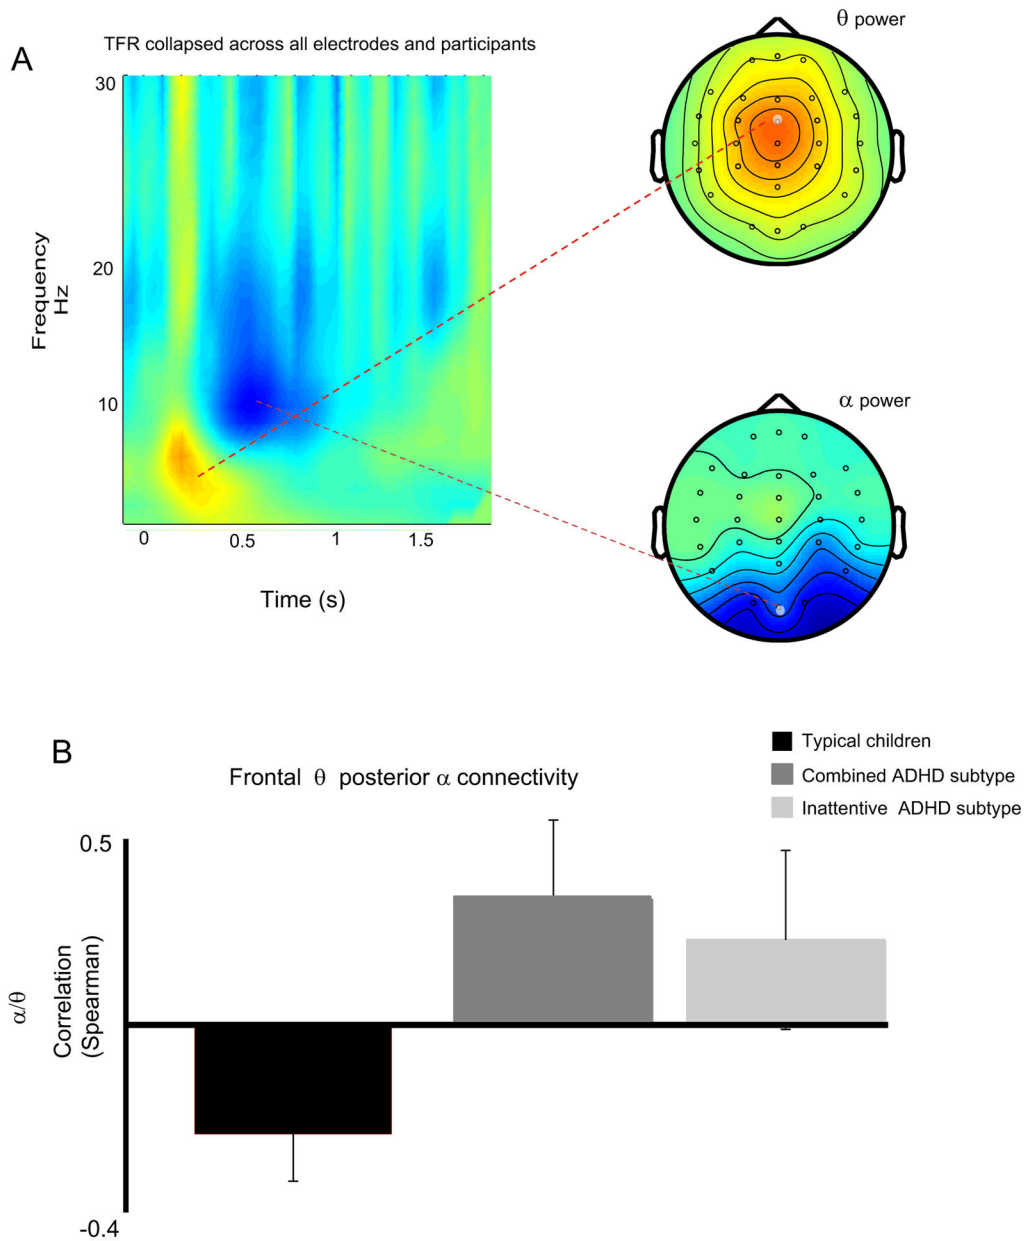 A
TFR collapsed across all electrodes and participants
θ power
30
20
10
Frequency
Hz
0
0.5
1
1.5
Time (s)
α power
B
Frontal θ posterior α connectivity
Typical children
Combined ADHD subtype
Inattentive ADHD subtype
0.5
-0.4
α/θ
Correlation
(Spearman)